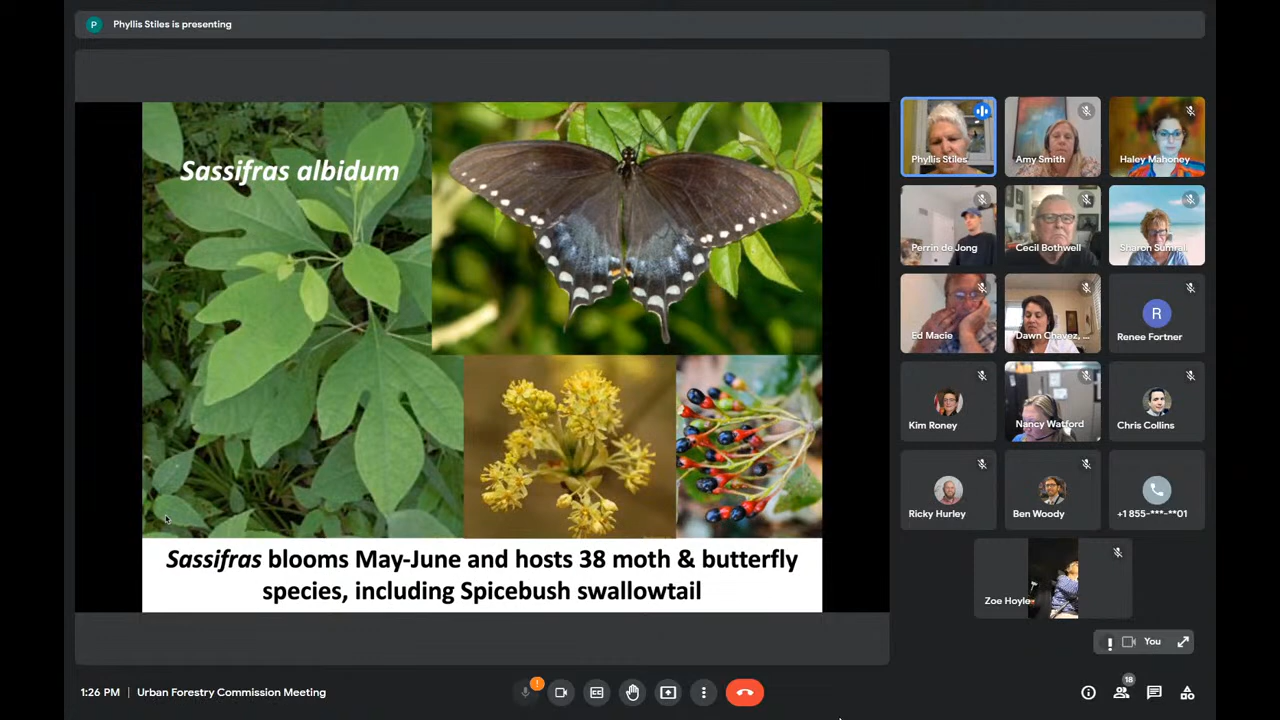 P
Phyllis Stiles is presenting
Sassifras albidum
Sassifras blooms May-June and hosts 38 moth & butterfly
species, including Spicebush swallowtail
Phyllis Stiles
Amy Smith
Haley Mahoney
Perrin de Jong
Cecil Bothwell
Sharon Sumrall
Ed Macie
Dawn Chavez, ...
R
Renee Fortner
Kim Roney
Nancy Watford
Chris Collins
Ricky Hurley
Ben Woody
+1 855-***-**01
Zoe Hoyle
You
1:26 PM | Urban Forestry Commission Meeting
18